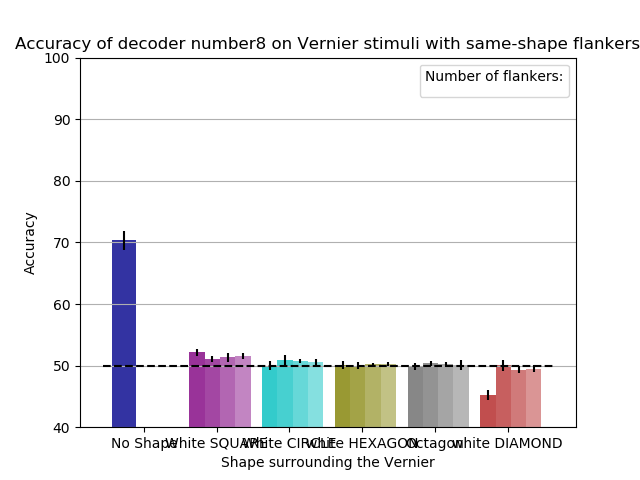 Accuracy of decoder number8 on Vernier stimuli with same-shape flankers
Number of flankers:
100
90
80
70
60
50
40
Accuracy
No Shape White SQUARE White CIRCLE white HEXAGON Octagon white DIAMOND
Shape surrounding the Vernier